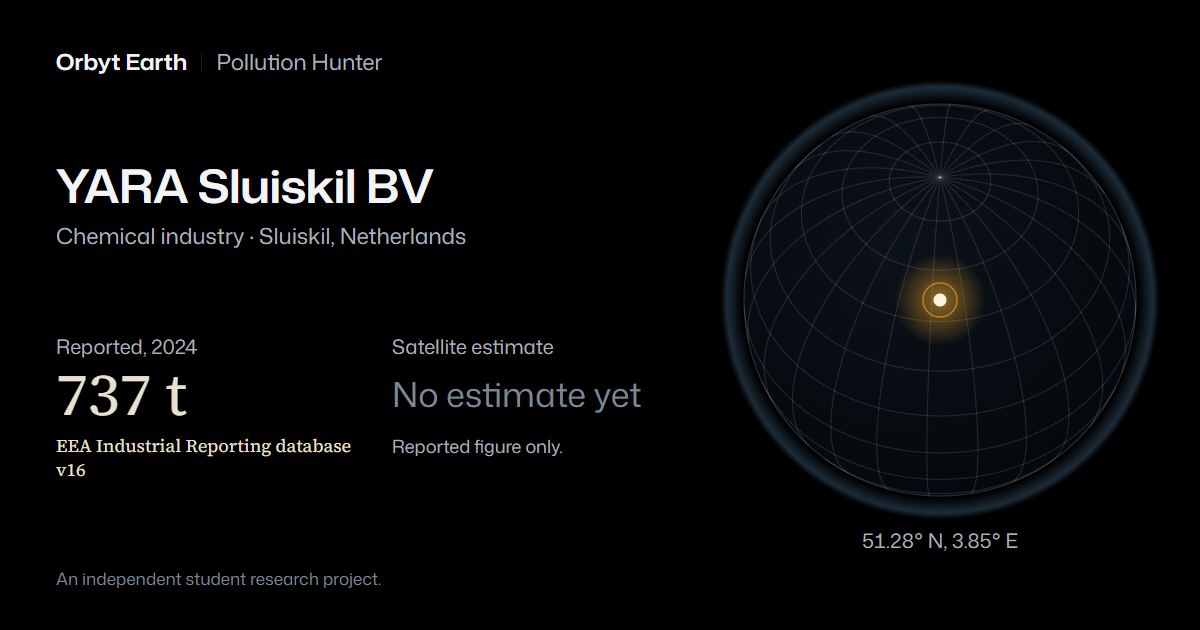 Orbyt Earth | Pollution Hunter
YARA Sluiskil BV
Chemical industry · Sluiskil, Netherlands
Reported, 2024
737 t
EEA Industrial Reporting database
v16
Satellite estimate
No estimate yet
Reported figure only.
51.28° N, 3.85° E
An independent student research project.